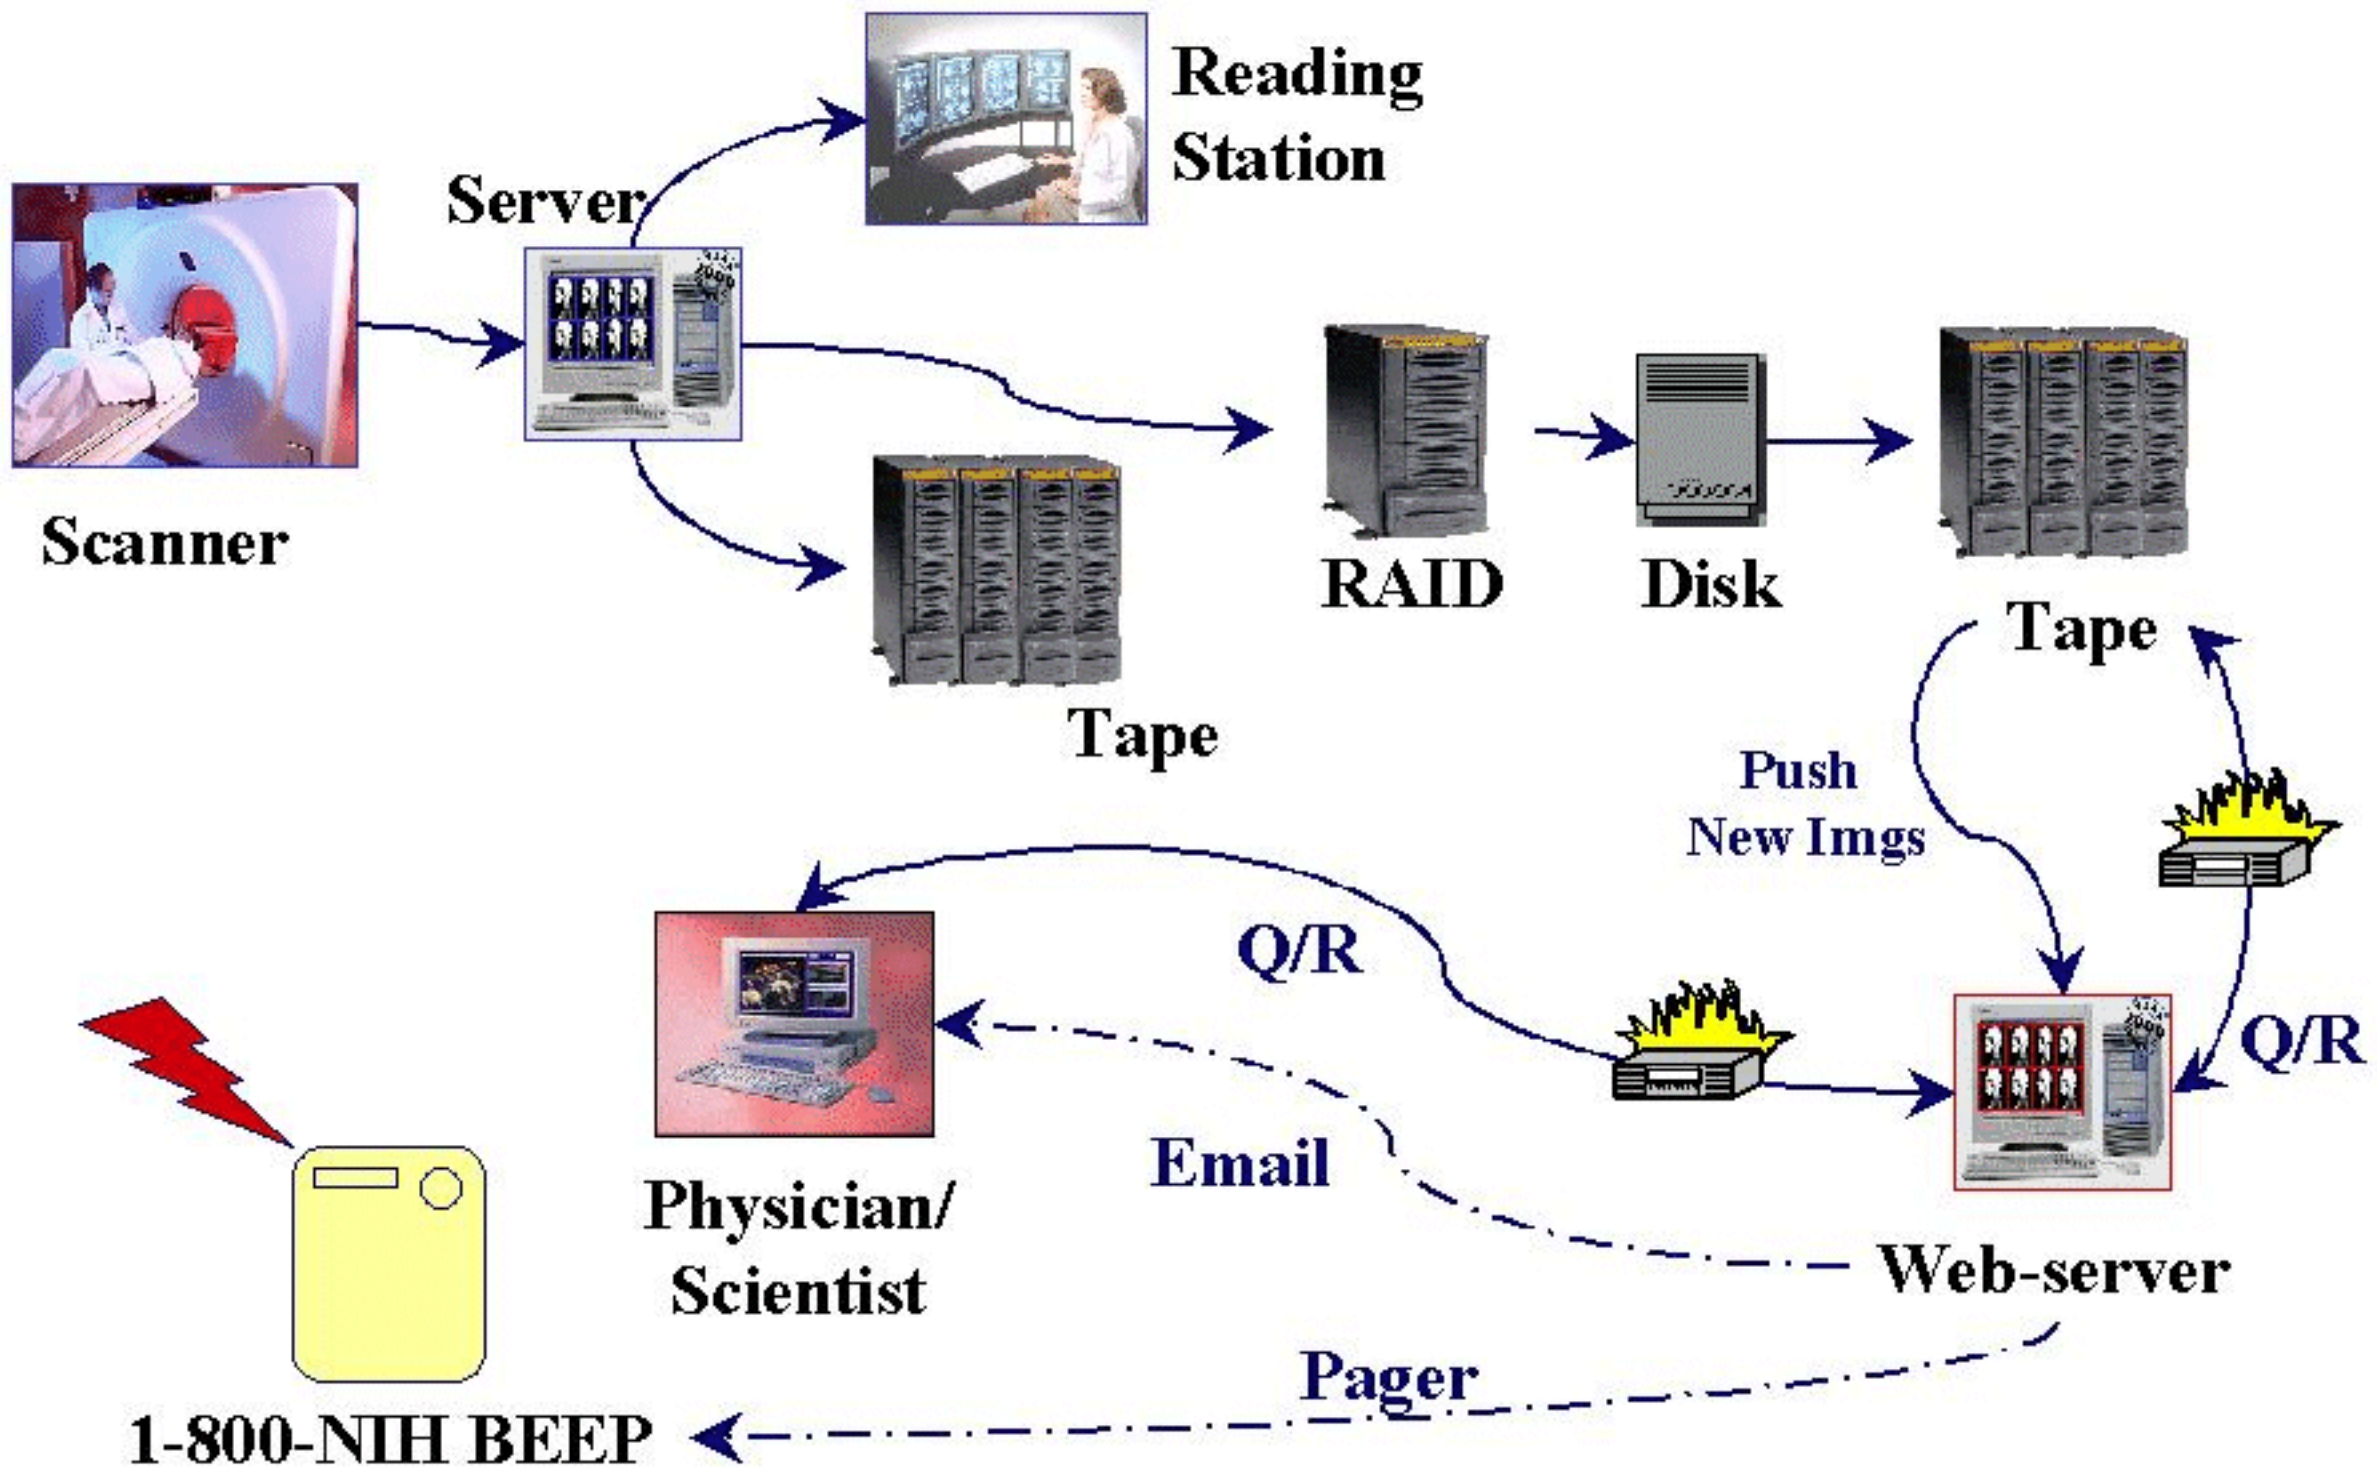 Reading
Station
Server
Scanner
RAID
Disk
Tape
Tape
Push
New Imgs
Q/R
Q/R
Email
Physician/
Scientist
Web-server
Pager
1-800-NIH BEEP